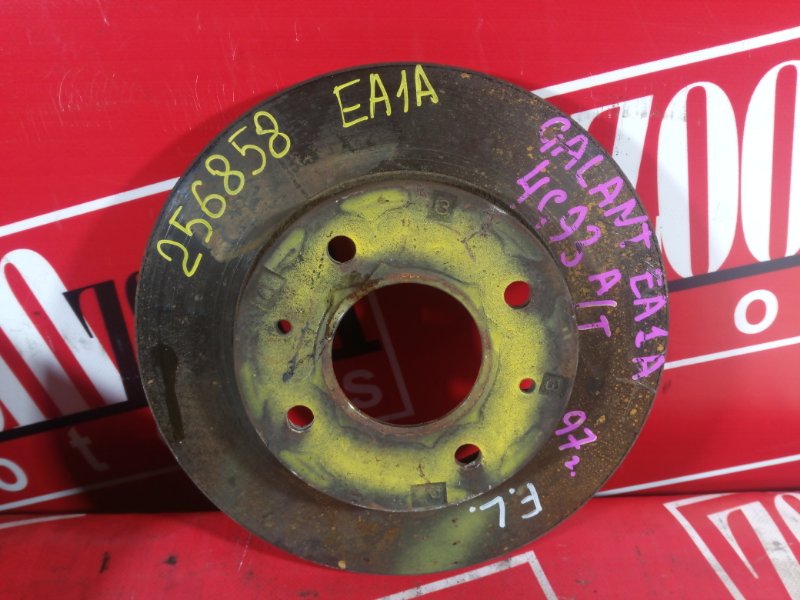 256858
EA1A
GALANT EA1A
4G93 A/T
97г.
F.L.